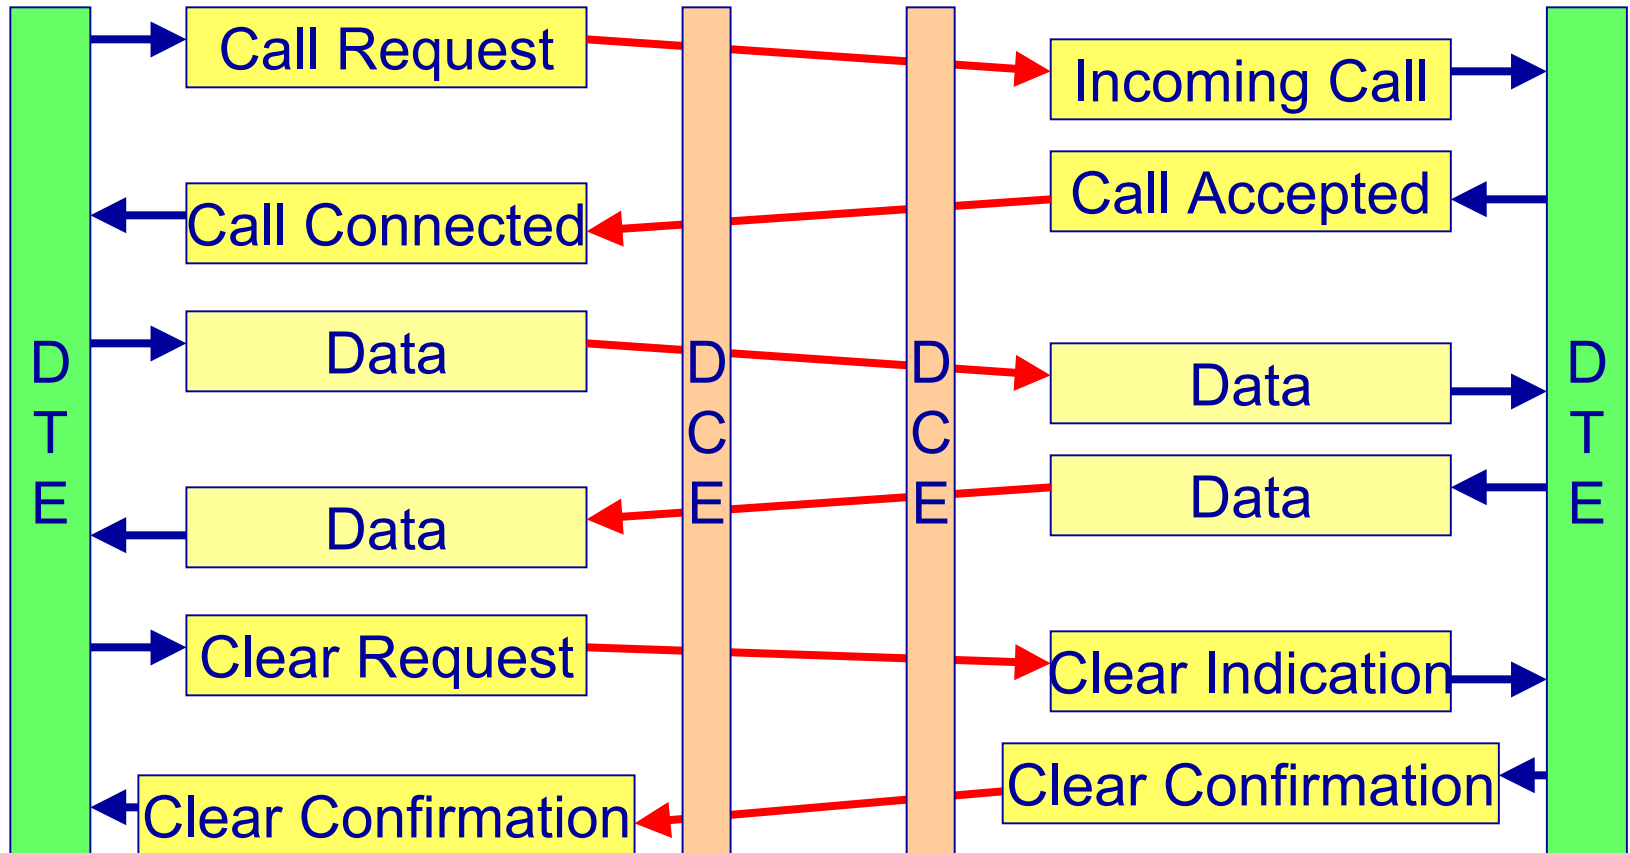 Call Request
Incoming Call
Call Accepted
Call Connected
Data
Data
Data
Data
Clear Request
Clear Indication
Clear Confirmation
Clear Confirmation
D
T
E
D
C
E
D
C
E
D
T
E